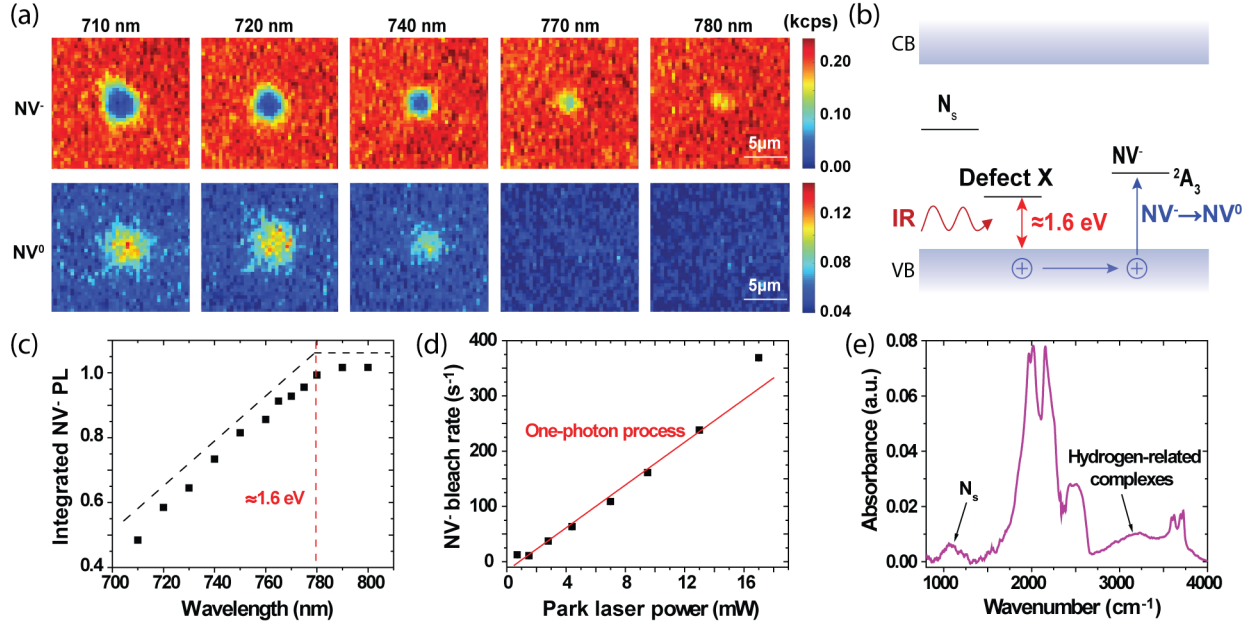 (a)
710 nm 720 nm 740 nm 770 nm 780 nm (kcps)
NV-
0.20
0.10
0.00
5μm
NV⁰
0.12
0.08
0.04
5μm
(b)
CB
Nₛ
NV-
²A₃
Defect X
IR
≈1.6 eV
NV-→NV⁰
VB
(c)
Integrated NV- PL
1.0
0.8
0.6
0.4
≈1.6 eV
700 720 740 760 780 800
Wavelength (nm)
(d)
NV- bleach rate (s⁻¹)
400
300
200
100
0
One-photon process
0 4 8 12 16
Park laser power (mW)
(e)
Absorbance (a.u.)
0.08
0.06
0.04
0.02
0.00
Nₛ
Hydrogen-related
complexes
1000 2000 3000 4000
Wavenumber (cm⁻¹)